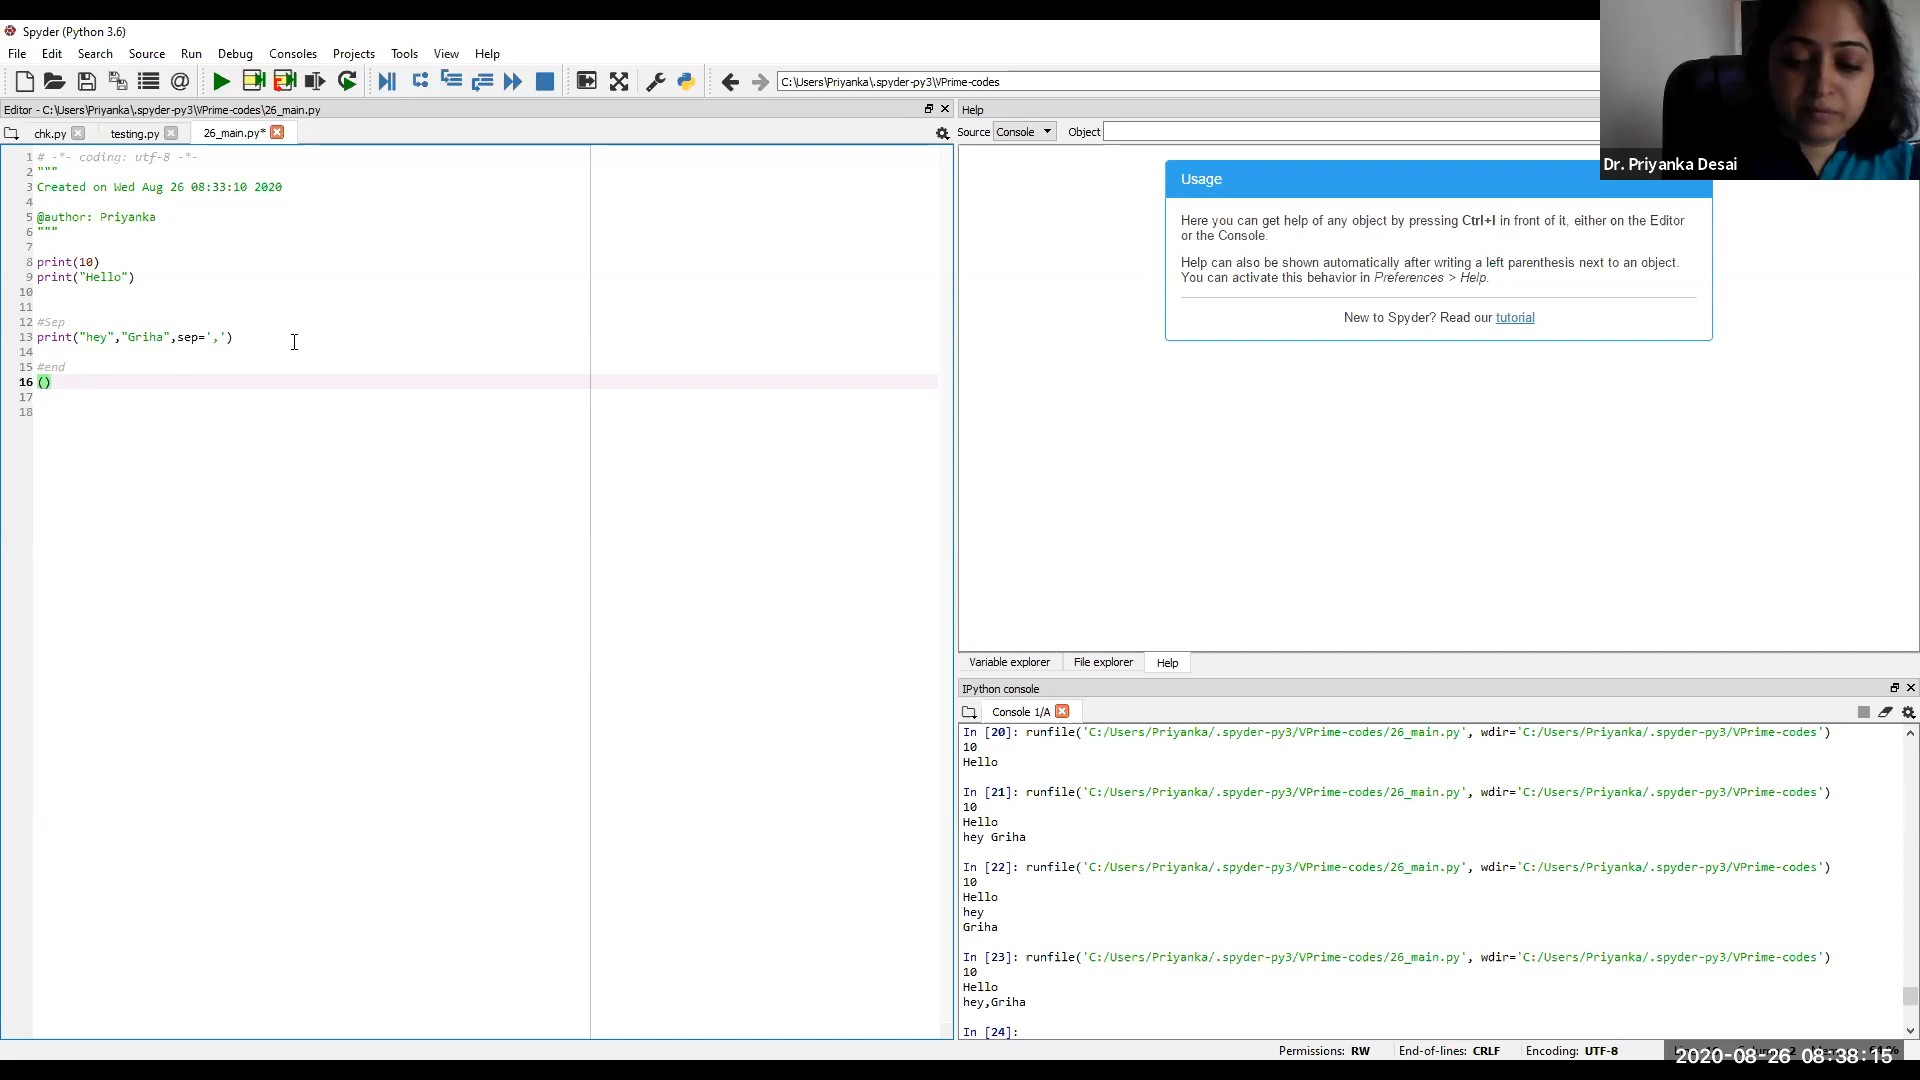 Spyder (Python 3.6)
File Edit Search Source Run Debug Consoles Projects Tools View Help
C:\Users\Priyanka\.spyder-py3\VPrime-codes
Editor - C:\Users\Priyanka\.spyder-py3\VPrime-codes\26_main.py
chk.py testing.py 26_main.py*
1 # -*- coding: utf-8 -*-
2 """
3 Created on Wed Aug 26 08:33:10 2020
4
5 @author: Priyanka
6 """
7
8 print(10)
9 print("Hello")
10
11
12 #Sep
13 print("hey","Griha",sep=',')
14
15 #end
16 ()
17
18
Help
Source Console Object
Dr. Priyanka Desai
Usage
Here you can get help of any object by pressing Ctrl+I in front of it, either on the Editor
or the Console.
Help can also be shown automatically after writing a left parenthesis next to an object.
You can activate this behavior in Preferences > Help.
New to Spyder? Read our tutorial
Variable explorer File explorer Help
IPython console
Console 1/A
In [20]: runfile('C:/Users/Priyanka/.spyder-py3/VPrime-codes/26_main.py', wdir='C:/Users/Priyanka/.spyder-py3/VPrime-codes')
10
Hello
In [21]: runfile('C:/Users/Priyanka/.spyder-py3/VPrime-codes/26_main.py', wdir='C:/Users/Priyanka/.spyder-py3/VPrime-codes')
10
Hello
hey Griha
In [22]: runfile('C:/Users/Priyanka/.spyder-py3/VPrime-codes/26_main.py', wdir='C:/Users/Priyanka/.spyder-py3/VPrime-codes')
10
Hello
hey
Griha
In [23]: runfile('C:/Users/Priyanka/.spyder-py3/VPrime-codes/26_main.py', wdir='C:/Users/Priyanka/.spyder-py3/VPrime-codes')
10
Hello
hey,Griha
In [24]:
Permissions: RW End-of-lines: CRLF Encoding: UTF-8
2020-08-26 08:38:15